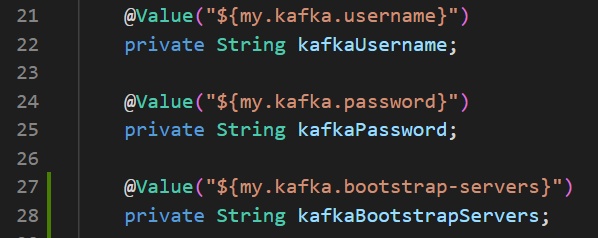 21 @Value("${my.kafka.username}")
22 private String kafkaUsername;
23
24 @Value("${my.kafka.password}")
25 private String kafkaPassword;
26
27 @Value("${my.kafka.bootstrap-servers}")
28 private String kafkaBootstrapServers;